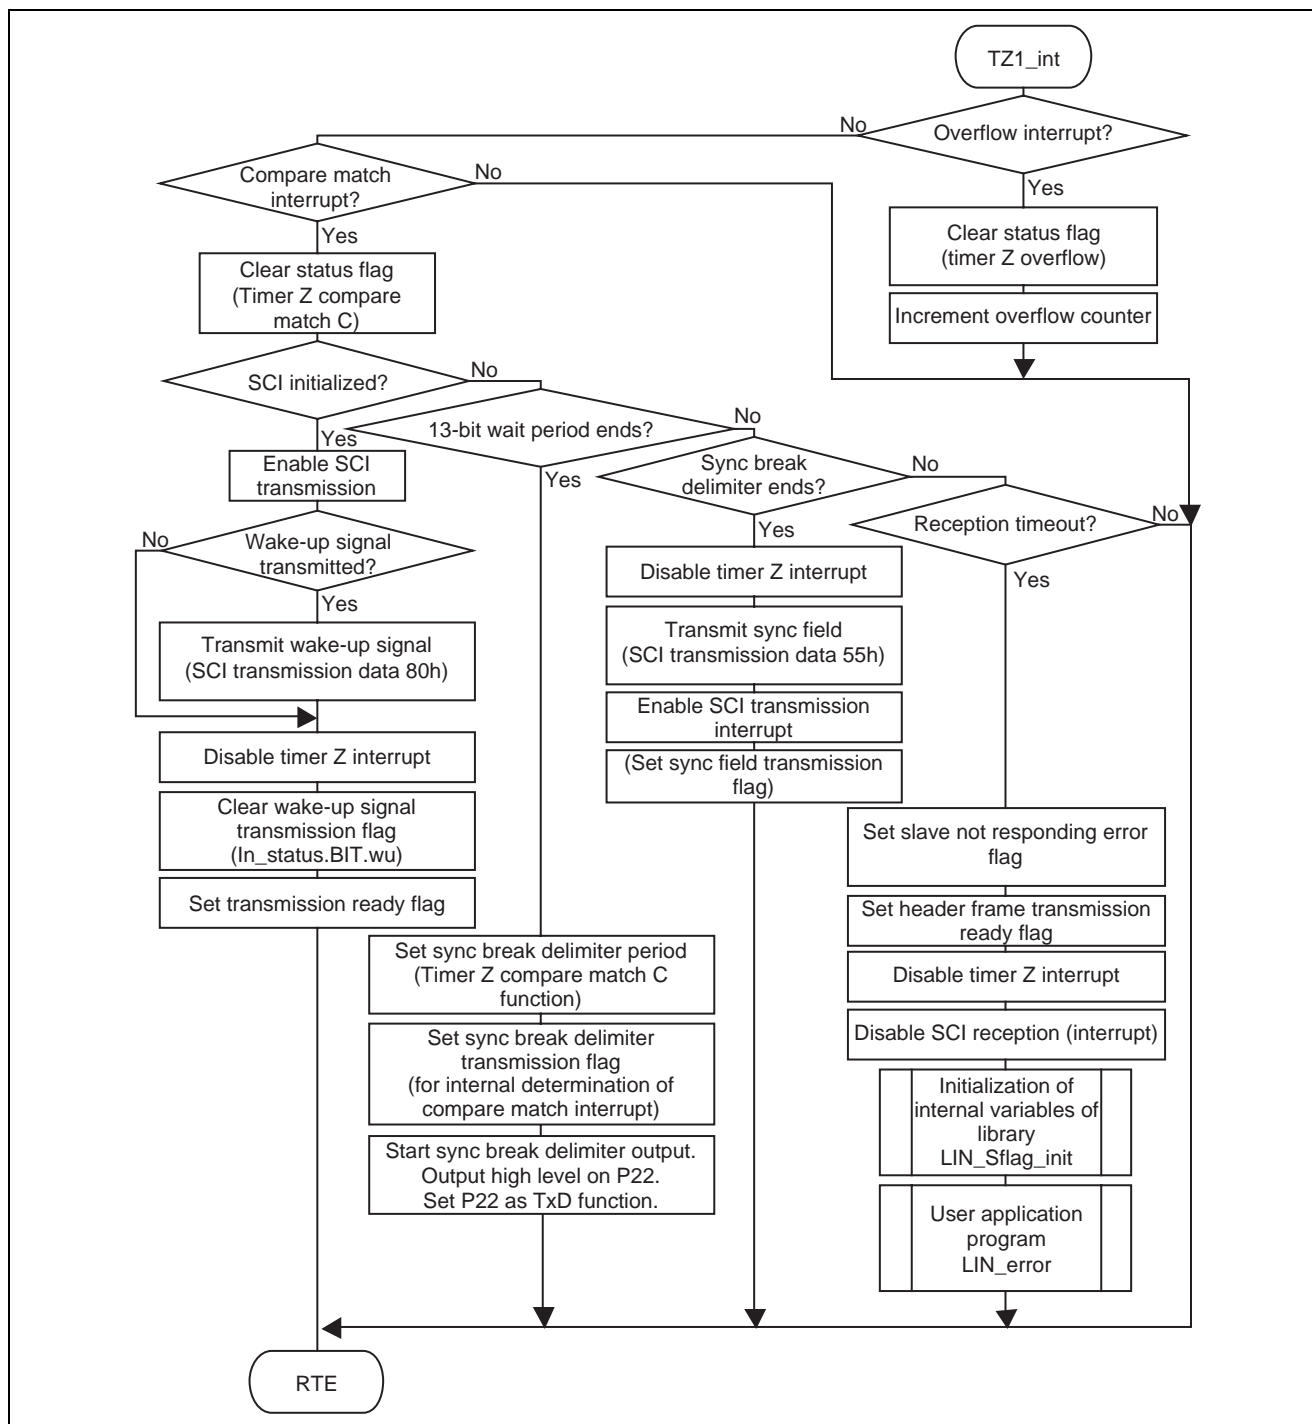 TZ1_int
Overflow interrupt?
No
Yes
Clear status flag
(timer Z overflow)
Increment overflow counter
Compare match
interrupt?
No
Yes
Clear status flag
(Timer Z compare
match C)
SCI initialized?
No
Yes
Enable SCI
transmission
Wake-up signal
transmitted?
No
Yes
Transmit wake-up signal
(SCI transmission data 80h)
Disable timer Z interrupt
Clear wake-up signal
transmission flag
(ln_status.BIT.wu)
Set transmission ready flag
13-bit wait period ends?
No
Yes
Set sync break delimiter period
(Timer Z compare match C
function)
Set sync break delimiter
transmission flag
(for internal determination of
compare match interrupt)
Start sync break delimiter output.
Output high level on P22.
Set P22 as TxD function.
Sync break
delimiter ends?
No
Yes
Disable timer Z interrupt
Transmit sync field
(SCI transmission data 55h)
Enable SCI transmission
interrupt
(Set sync field transmission
flag)
Reception timeout?
No
Yes
Set slave not responding error
flag
Set header frame transmission
ready flag
Disable timer Z interrupt
Disable SCI reception (interrupt)
Initialization of
internal variables of
library
LIN_Sflag_init
User application
program
LIN_error
RTE